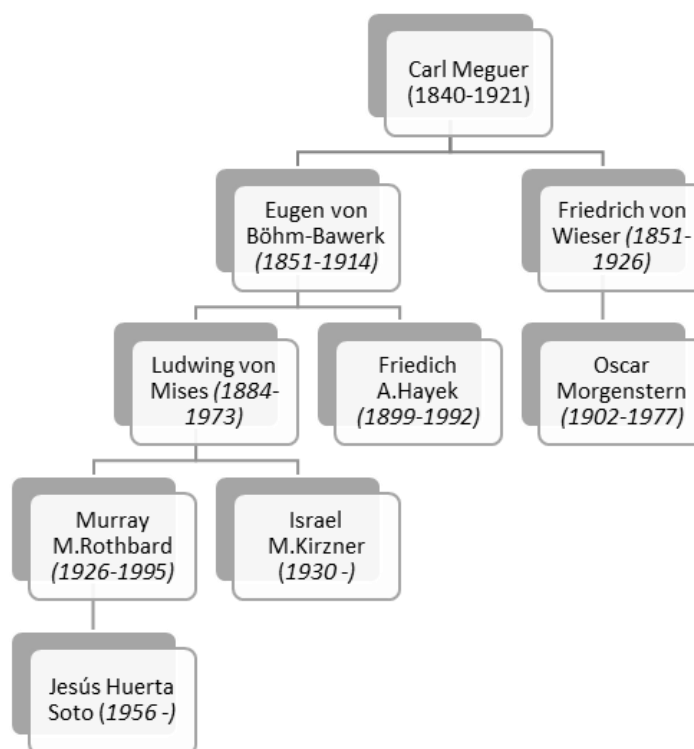 Carl Meguer
(1840-1921)
Eugen von
Böhm-Bawerk
(1851-1914)
Friedrich von
Wieser (1851-
1926)
Ludwing von
Mises (1884-
1973)
Friedich
A.Hayek
(1899-1992)
Oscar
Morgenstern
(1902-1977)
Murray
M.Rothbard
(1926-1995)
Israel
M.Kirzner
(1930 -)
Jesús Huerta
Soto (1956 -)